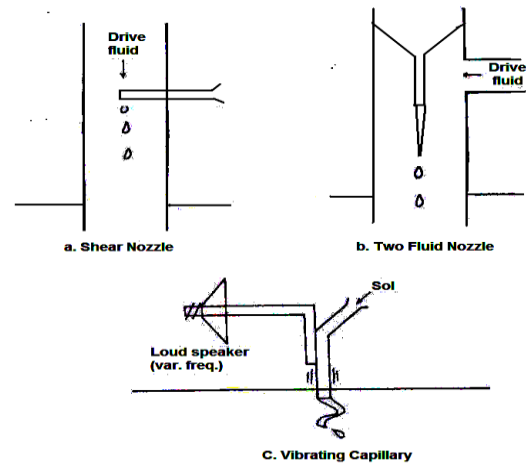 Drive
fluid
a. Shear Nozzle
Drive
fluid
b. Two Fluid Nozzle
Sol
Loud speaker
(var. freq.)
C. Vibrating Capillary